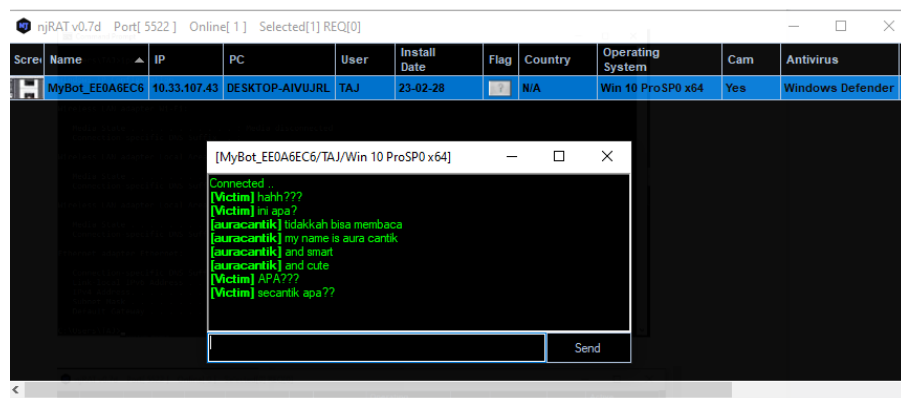 njRAT v0.7d Port[ 5522 ] Online[ 1 ] Selected[1] REQ[0]
Scree Name IP PC User Install Date Flag Country Operating System Cam Antivirus
MyBot_EE0A6EC6 10.33.107.43 DESKTOP-AIVUJRL TAJ 23-02-28 ? N/A Win 10 ProSP0 x64 Yes Windows Defender
[MyBot_EE0A6EC6/TAJ/Win 10 ProSP0 x64]
Connected ..
[Victim] hahh???
[Victim] ini apa?
[auracantik] tidakkah bisa membaca
[auracantik] my name is aura cantik
[auracantik] and smart
[auracantik] and cute
[Victim] APA???
[Victim] secantik apa??
Send